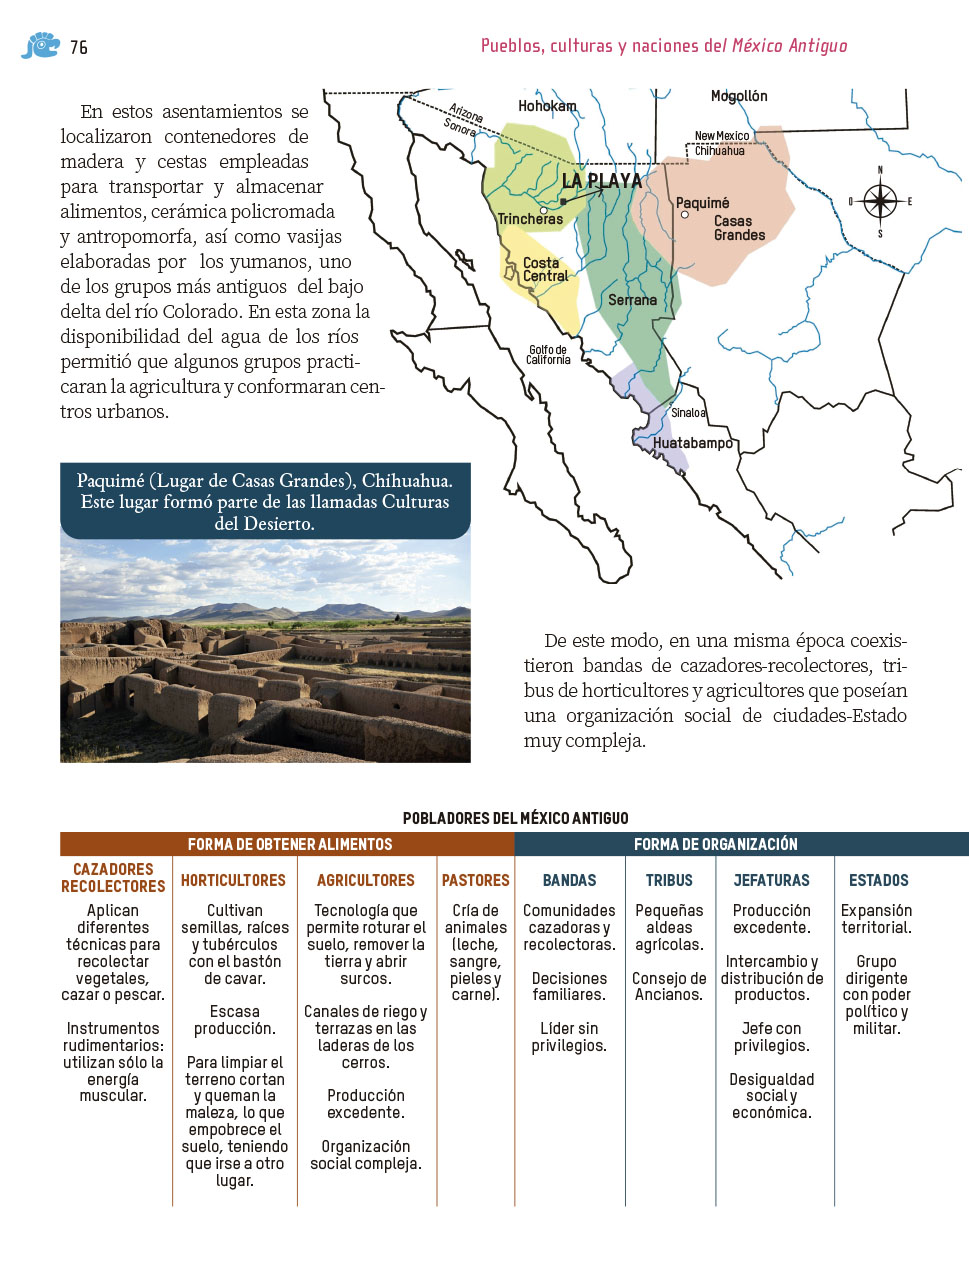 76
Pueblos, culturas y naciones del México Antiguo
En estos asentamientos se
localizaron contenedores de
madera y cestas empleadas
para transportar y almacenar
alimentos, cerámica policromada
y antropomorfa, así como vasijas
elaboradas por los yumanos, uno
de los grupos más antiguos del bajo
delta del río Colorado. En esta zona la
disponibilidad del agua de los ríos
permitió que algunos grupos practi-
caran la agricultura y conformaran cen-
tros urbanos.
Arizona
Sonora
Hohokam
Mogollón
New Mexico
Chihuahua
LA PLAYA
Trincheras
Paquimé
Casas
Grandes
Costa
Central
Serrana
Golfo de
California
Sinaloa
Huatabampo
N
O
E
S
Paquimé (Lugar de Casas Grandes), Chihuahua.
Este lugar formó parte de las llamadas Culturas
del Desierto.
De este modo, en una misma época coexis-
tieron bandas de cazadores-recolectores, tri-
bus de horticultores y agricultores que poseían
una organización social de ciudades-Estado
muy compleja.
POBLADORES DEL MÉXICO ANTIGUO
FORMA DE OBTENER ALIMENTOS
FORMA DE ORGANIZACIÓN
CAZADORES
RECOLECTORES
Aplican
diferentes
técnicas para
recolectar
vegetales,
cazar o pescar.
Instrumentos
rudimentarios:
utilizan sólo la
energía
muscular.
HORTICULTORES
Cultivan
semillas, raíces
y tubérculos
con el bastón
de cavar.
Escasa
producción.
Para limpiar el
terreno cortan
y queman la
maleza, lo que
empobrece el
suelo, teniendo
que irse a otro
lugar.
AGRICULTORES
Tecnología que
permite roturar el
suelo, remover la
tierra y abrir
surcos.
Canales de riego y
terrazas en las
laderas de los
cerros.
Producción
excedente.
Organización
social compleja.
PASTORES
Cría de
animales
(leche,
sangre,
pieles y
carne).
BANDAS
Comunidades
cazadoras y
recolectoras.
Decisiones
familiares.
Líder sin
privilegios.
TRIBUS
Pequeñas
aldeas
agrícolas.
Consejo de
Ancianos.
JEFATURAS
Producción
excedente.
Intercambio y
distribución de
productos.
Jefe con
privilegios.
Desigualdad
social y
económica.
ESTADOS
Expansión
territorial.
Grupo
dirigente
con poder
político y
militar.